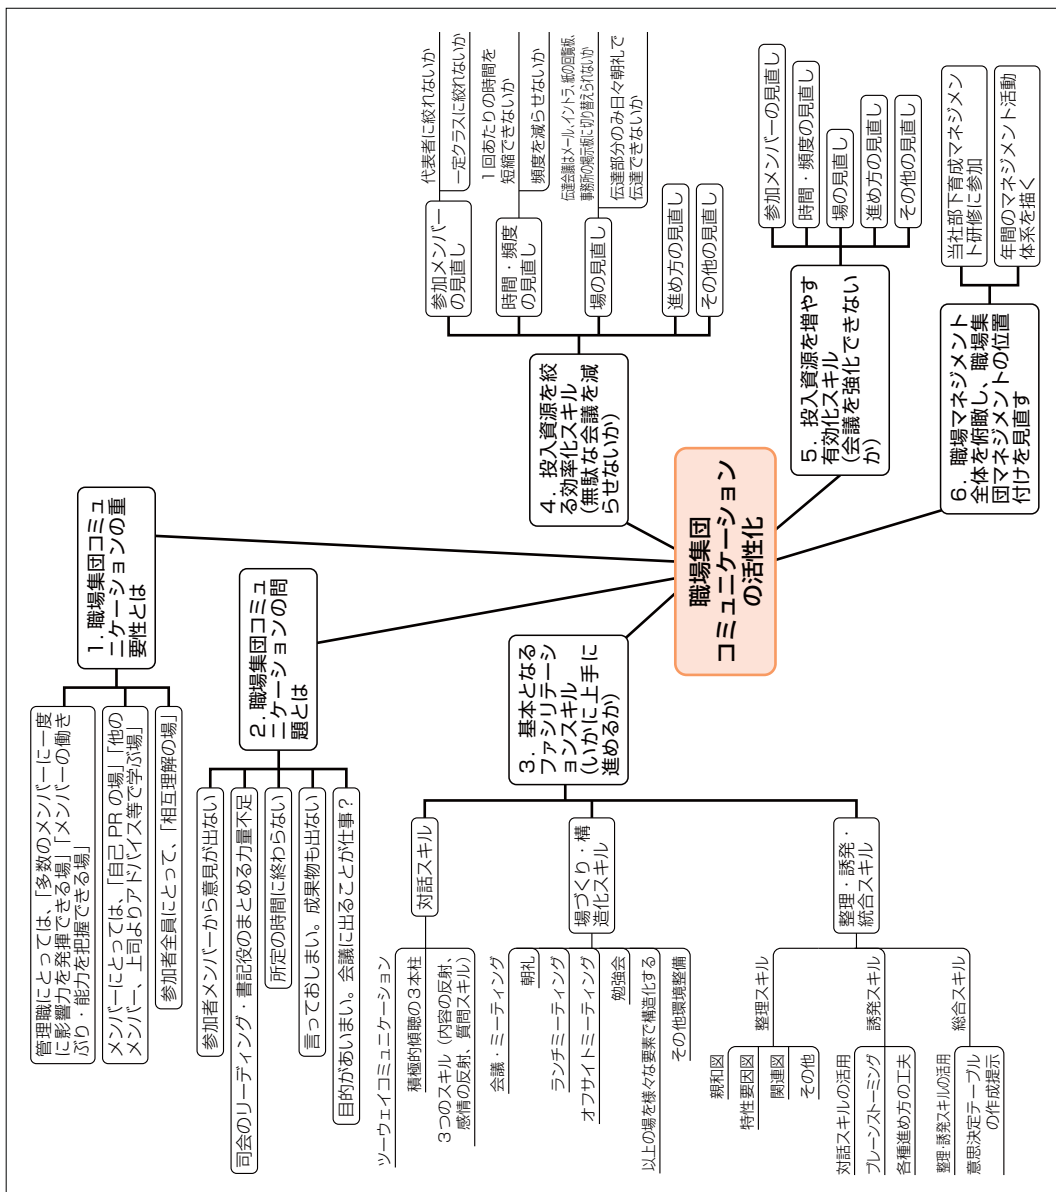 職場集団
コミュニケーション
の活性化
1. 職場集団コミュ
ニケーションの重
要性とは
管理職にとっては、「多数のメンバーに一度
に影響力を発揮できる場」「メンバーの働き
ぶり・能力を把握できる場」
メンバーにとっては、「自己 PR の場」「他の
メンバー、上司よりアドバイス等で学ぶ場」
参加者全員にとって、「相互理解の場」
2. 職場集団コミュ
ニケーションの問
題とは
参加者メンバーから意見が出ない
司会のリーディング・書記役のまとめる力量不足
所定の時間に終わらない
言っておしまい。成果物も出ない
目的があいまい。会議に出ることが仕事？
3. 基本となる
ファシリテーシ
ョンスキル
(いかに上手に
進めるか)
対話スキル
ツーウェイコミュニケーション
積極的傾聴の3本柱
3つのスキル（内容の反射、
感情の反射、質問スキル）
場づくり・構
造化スキル
会議・ミーティング
朝礼
ランチミーティング
オフサイトミーティング
勉強会
以上の場を様々な要素で構造化する
その他環境整備
整理・誘発・
統合スキル
整理スキル
親和図
特性要因図
関連図
その他
誘発スキル
対話スキルの活用
ブレーンストーミング
各種進め方の工夫
総合スキル
整理・誘発スキルの活用
意思決定テーブル
の作成提示
4. 投入資源を絞
る効率化スキル
(無駄な会議を減
らせないか)
参加メンバー
の見直し
代表者に絞れないか
一定クラスに絞れないか
時間・頻度
の見直し
1回あたりの時間を
短縮できないか
頻度を減らせないか
場の見直し
伝達会議はメール、イントラ、紙の回覧板、
事務所の掲示板に切り替えられないか
伝達部分のみ日々朝礼で
伝達できないか
進め方の見直し
その他の見直し
5. 投入資源を増やす
有効化スキル
(会議を強化できない
か)
参加メンバーの見直し
時間・頻度の見直し
場の見直し
進め方の見直し
その他の見直し
6. 職場マネジメント
全体を俯瞰し、職場集
団マネジメントの位置
付けを見直す
当社部下育成マネジメン
ト研修に参加
年間のマネジメント活動
体系を描く